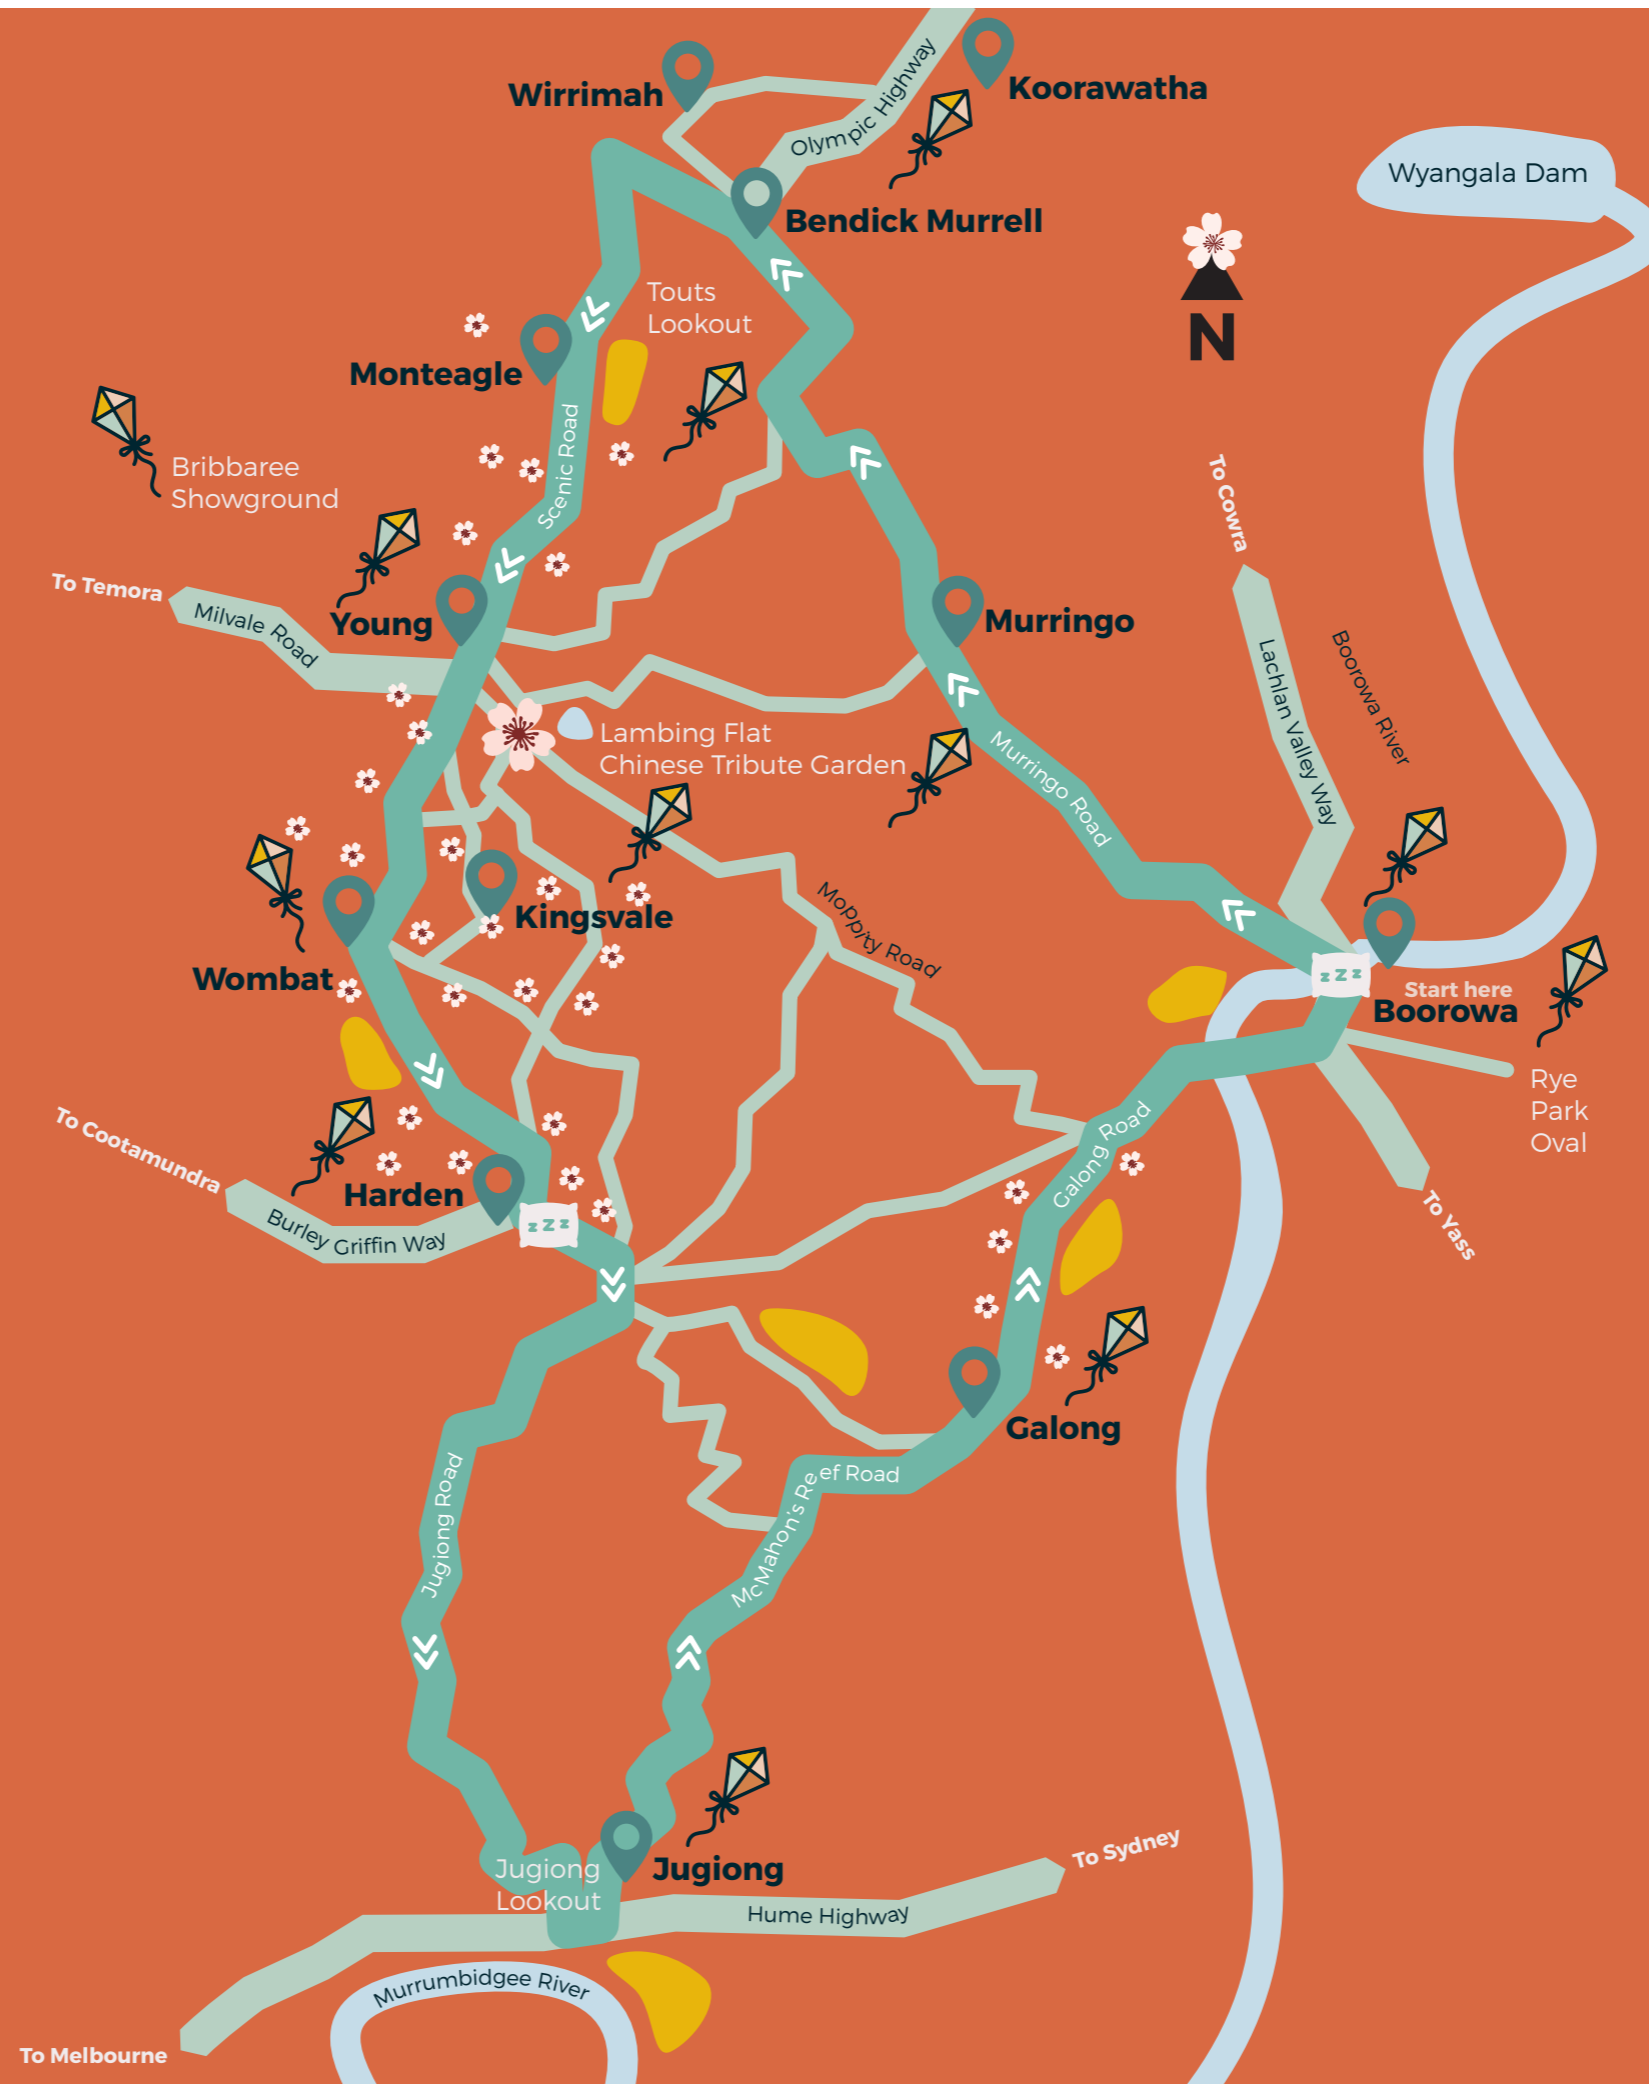 Wirrimah
Koorawatha
Olympic Highway
Bendick Murrell
Wyangala Dam
N
Touts
Lookout
Monteagle
Scenic Road
Bribbaree
Showground
To Cowra
To Temora
Milvale Road
Young
Murringo
Lachlan Valley Way
Boorowa River
Lambing Flat
Chinese Tribute Garden
Murringo Road
Kingsvale
Moppity Road
Wombat
z z z
Start here
Boorowa
Rye
Park
Oval
To Cootamundra
Galong Road
Harden
z z z
Burley Griffin Way
To Yass
Galong
McMahon's Reef Road
Jugiong Road
Jugiong
Jugiong
Lookout
To Sydney
Hume Highway
Murrumbidgee River
To Melbourne